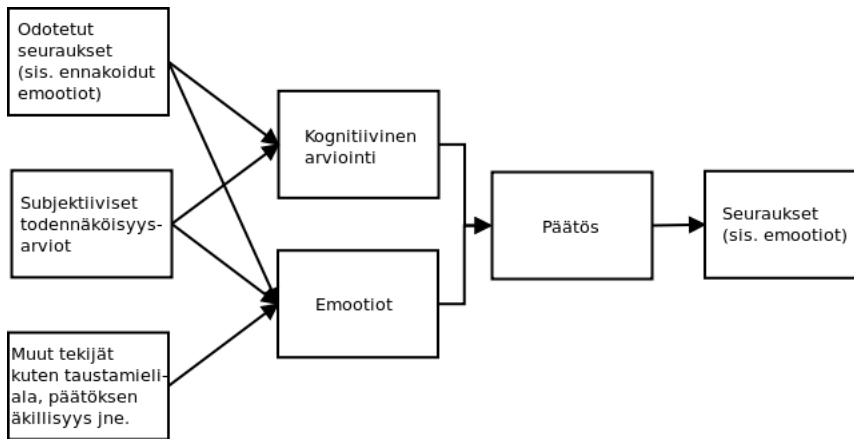 Odotetut
seuraukset
(sis. ennakoidut
emootiot)
Subjektiiviset
todennäköisyys-
arviot
Muut tekijät
kuten taustamieli-
ala, päätöksen
äkillisyys jne.
Kognitiivinen
arviointi
Emootiot
Päätös
Seuraukset
(sis. emootiot)